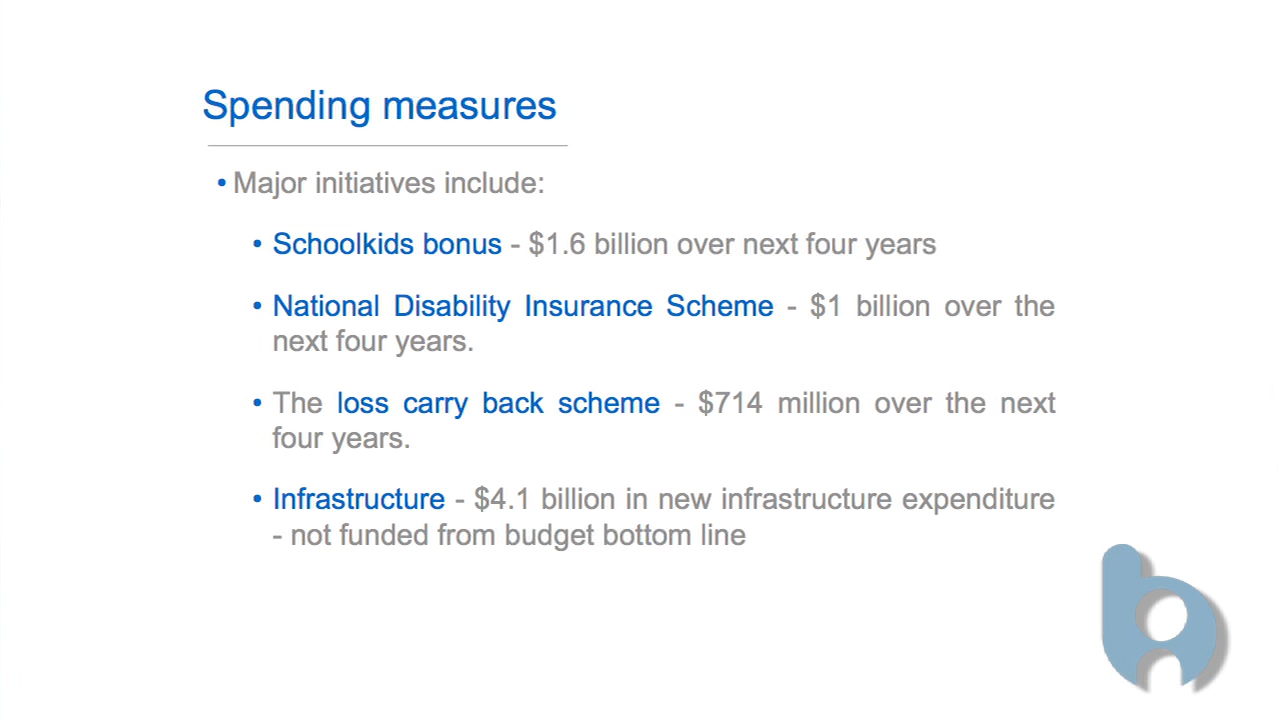 Spending measures
• Major initiatives include:
• Schoolkids bonus - $1.6 billion over next four years
• National Disability Insurance Scheme - $1 billion over the
next four years.
• The loss carry back scheme - $714 million over the next
four years.
• Infrastructure - $4.1 billion in new infrastructure expenditure
- not funded from budget bottom line